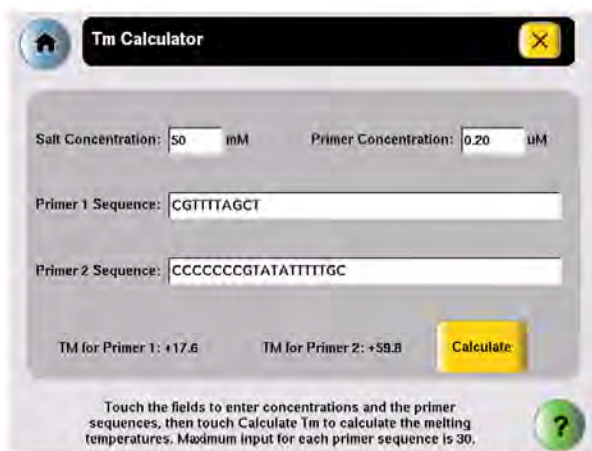 Tm Calculator
Salt Concentration: 50 mM Primer Concentration: 0.20 uM
Primer 1 Sequence: CGTTTTAGCT
Primer 2 Sequence: CCCCCCCGTATATTTTTGC
TM for Primer 1: +17.6 TM for Primer 2: +59.8 Calculate
Touch the fields to enter concentrations and the primer
sequences, then touch Calculate Tm to calculate the melting
temperatures. Maximum input for each primer sequence is 30.
?